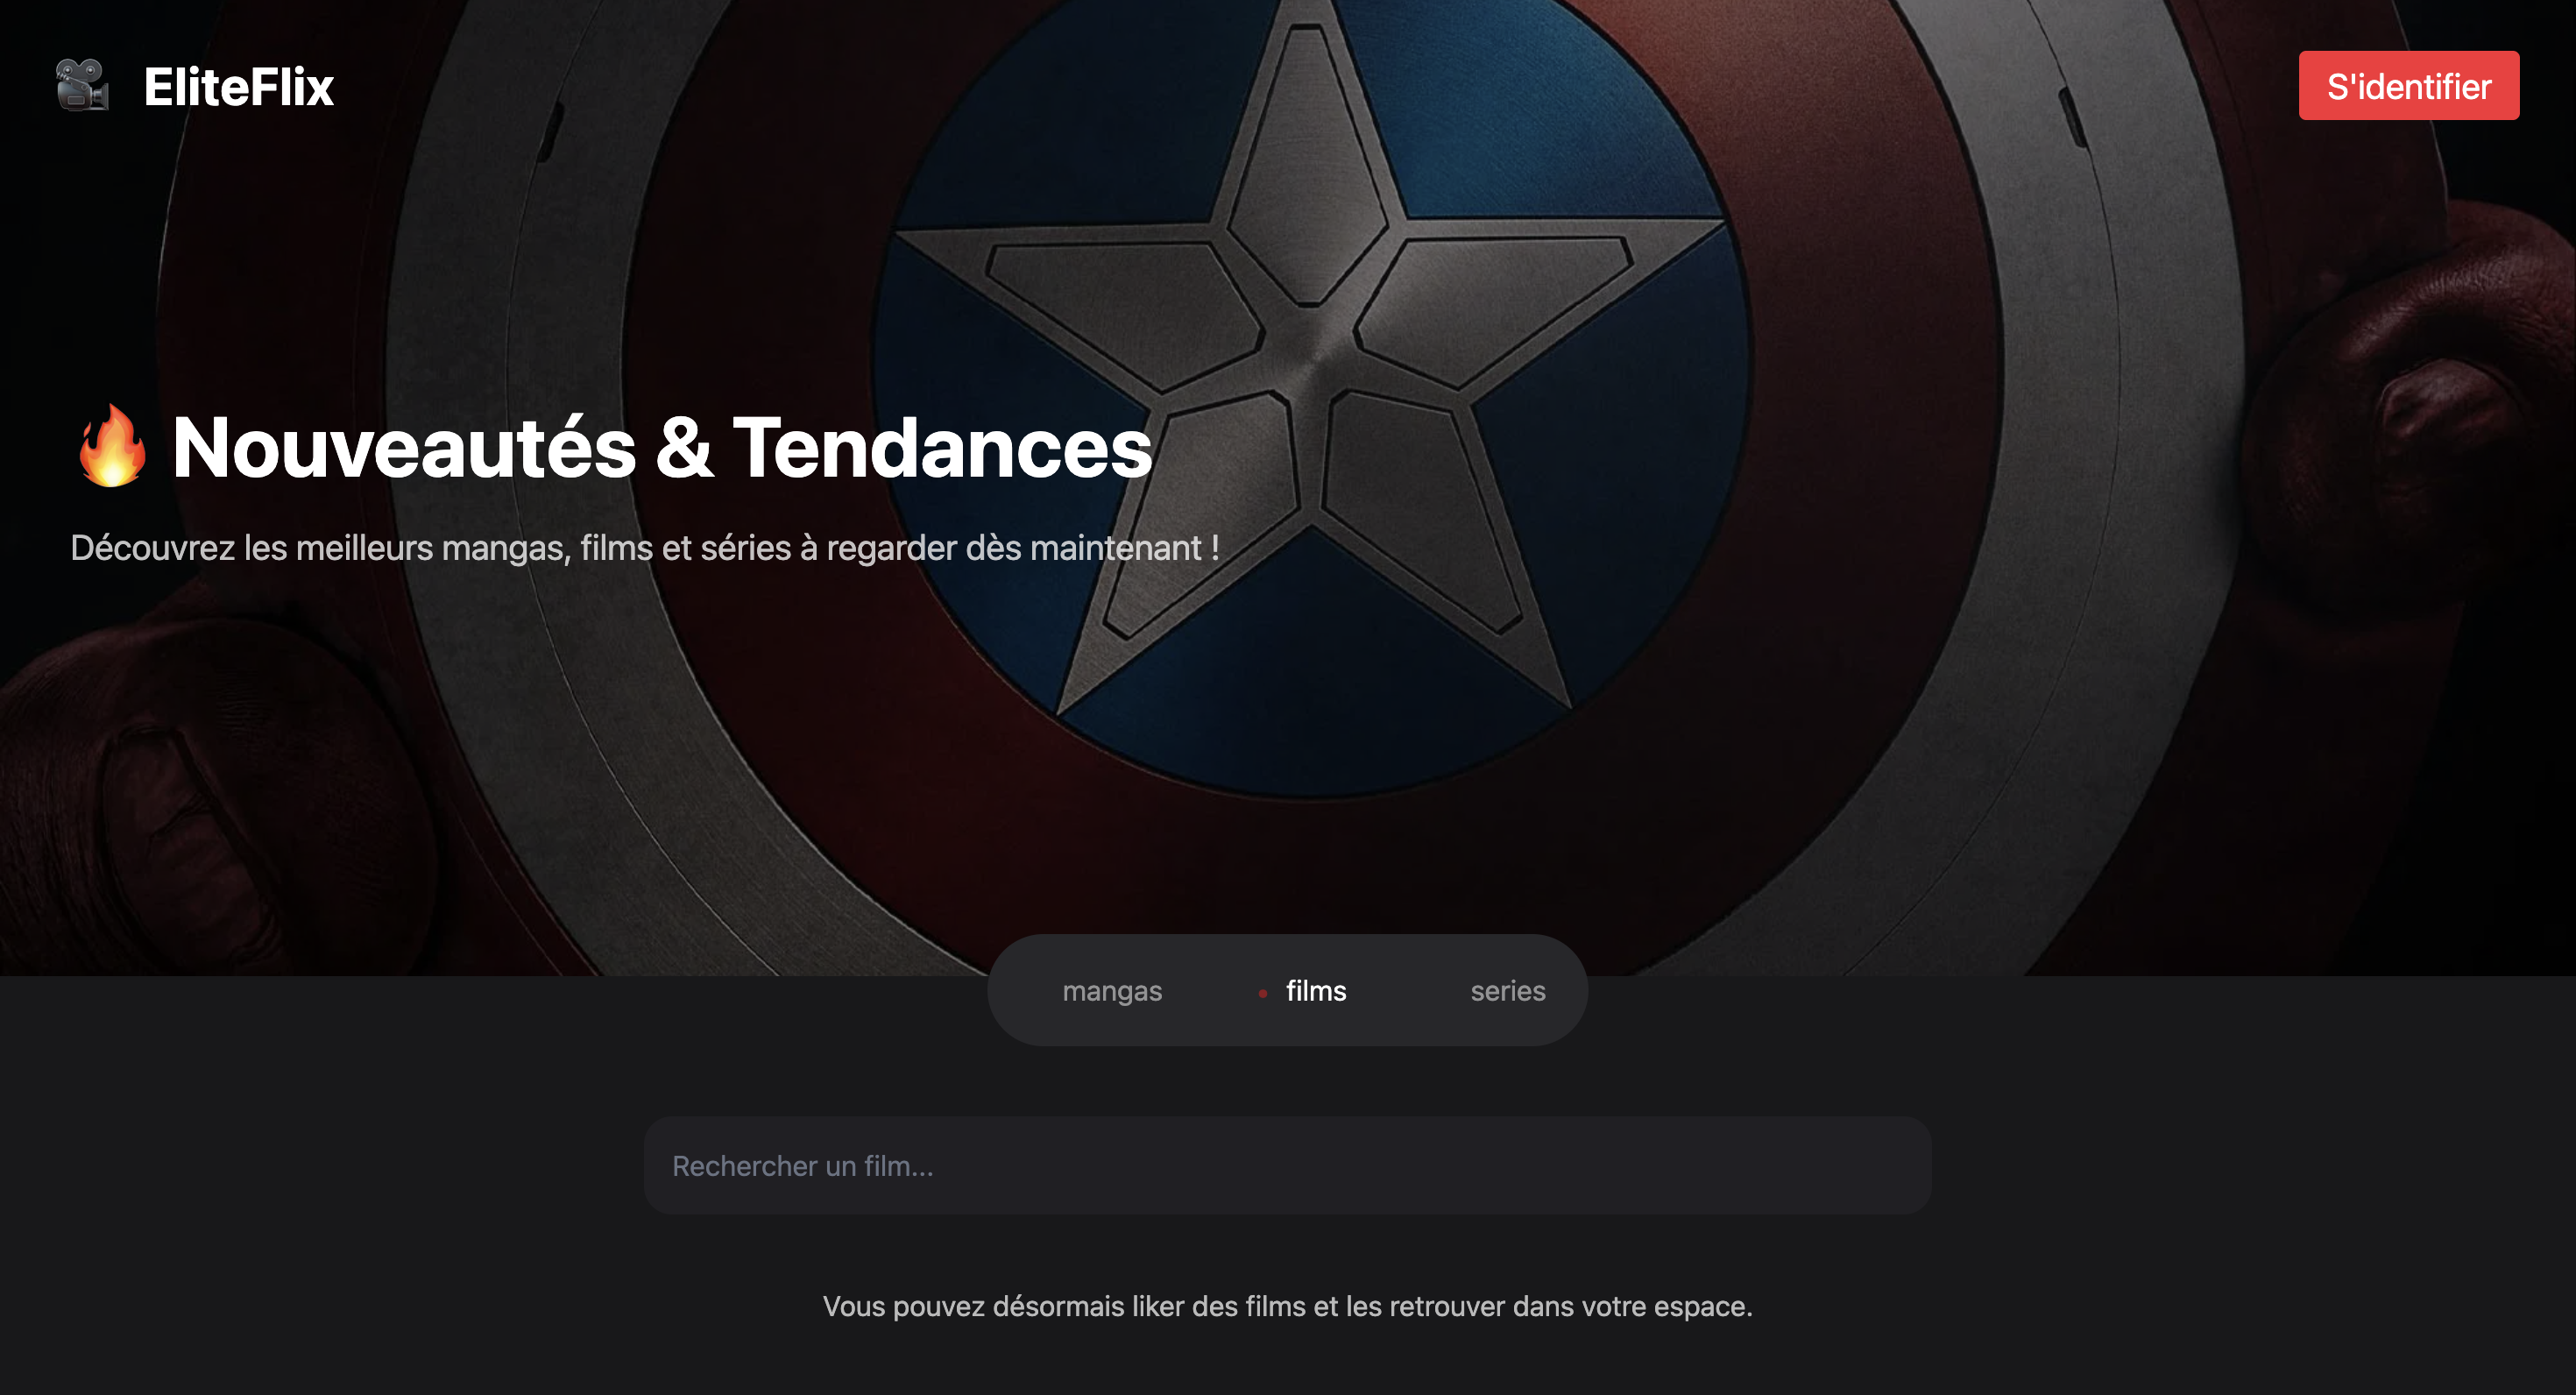 EliteFlix
S'identifier
🔥 Nouveautés & Tendances
Découvrez les meilleurs mangas, films et séries à regarder dès maintenant !
mangas
films
series
Rechercher un film...
Vous pouvez désormais liker des films et les retrouver dans votre espace.